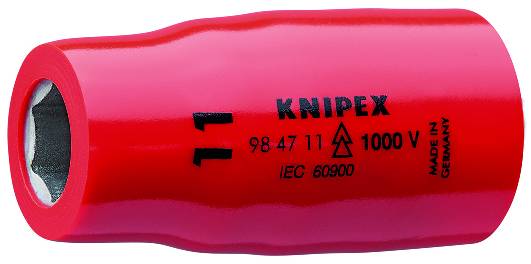 11
KNIPEX
98 47 11 1000 V
IEC 60900
MADE IN
GERMANY